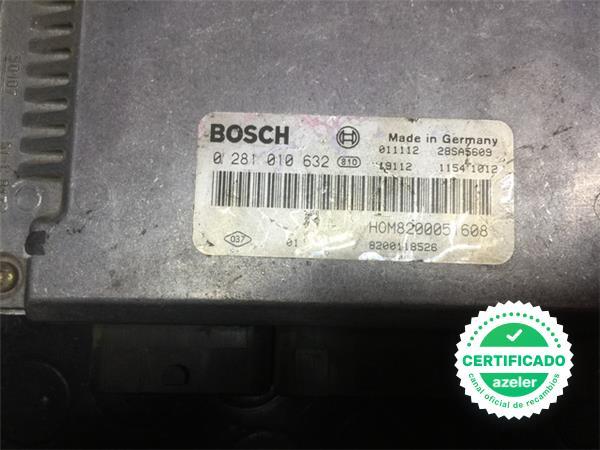 BOSCH
Made in Germany
0 281 010 632 810
011112 28SA5609
19112 1154 1012
HOM8200051608
037 01 8200118526
CERTIFICADO
azeler
canal oficial de recambios